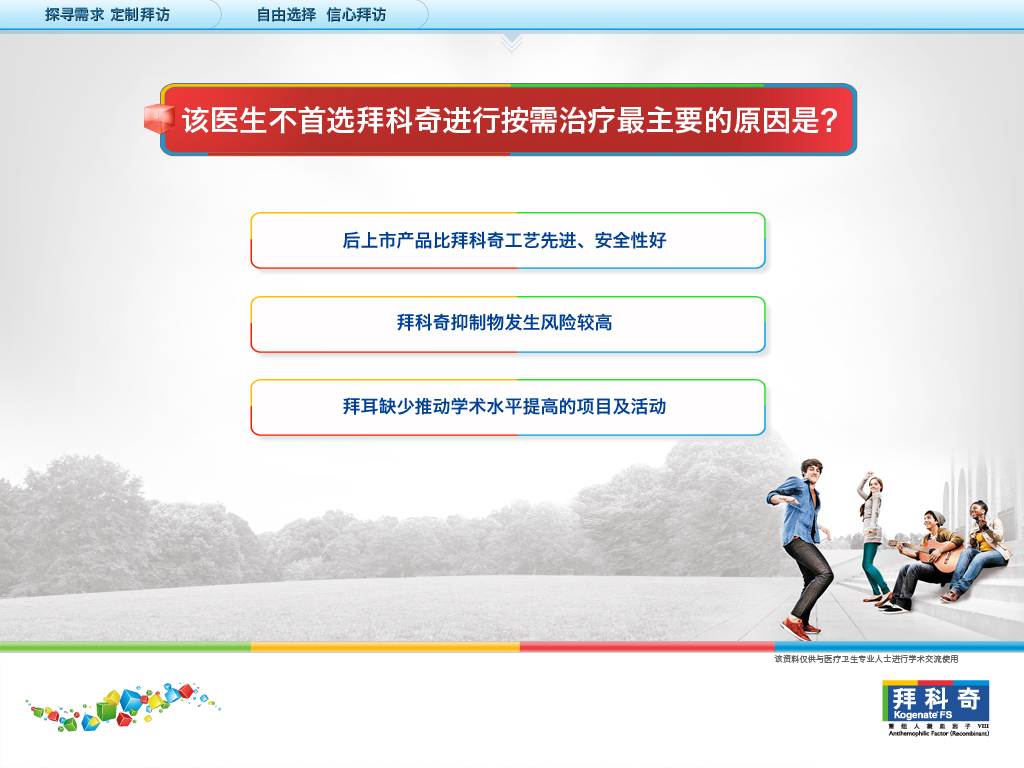 探寻需求 定制拜访
自由选择 信心拜访
该医生不首选拜科奇进行按需治疗最主要的原因是?
后上市产品比拜科奇工艺先进、安全性好
拜科奇抑制物发生风险较高
拜耳缺少推动学术水平提高的项目及活动
该资料仅供与医疗卫生专业人士进行学术交流使用
拜科奇
Kogenate® FS
重组人凝血因子 VIII
Antihemophilic Factor (Recombinant)